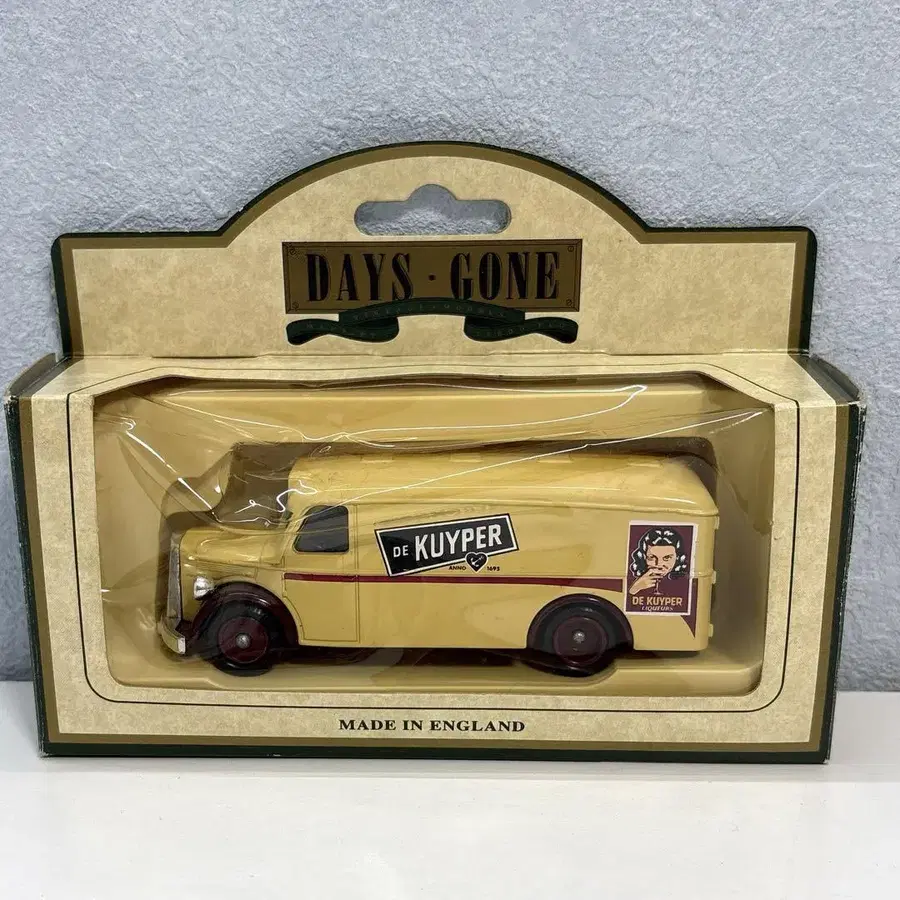 DAYS - GONE
DE KUYPER
ANNO 1695
DE KUYPER
LIQUEURS
MADE IN ENGLAND